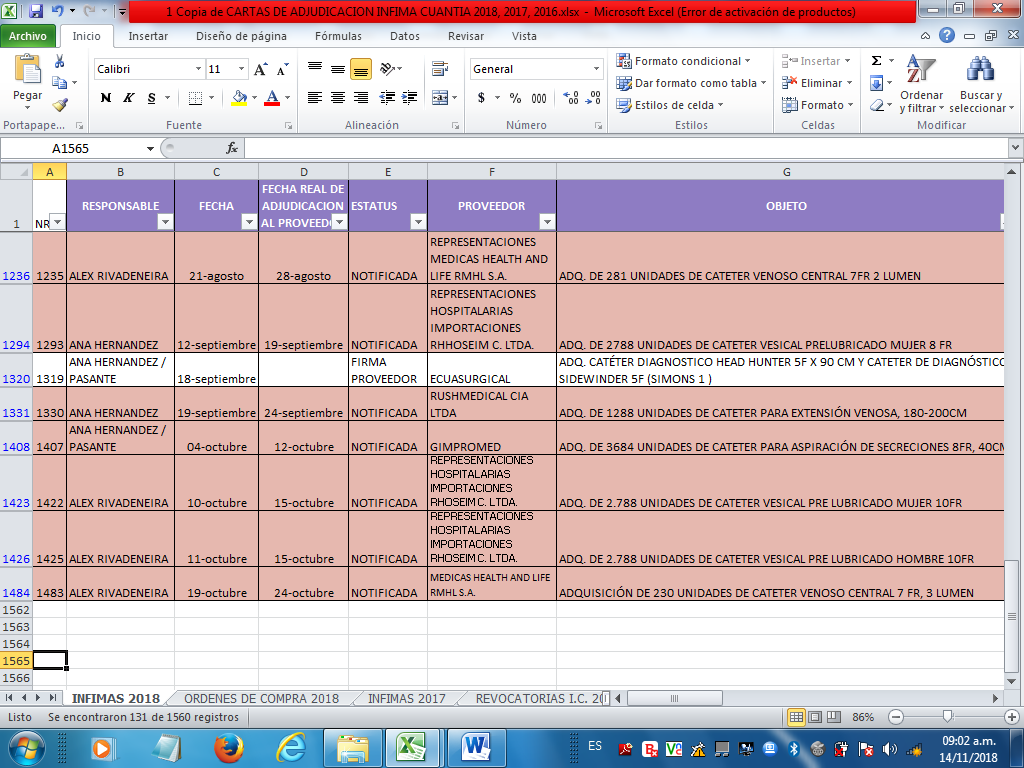 1 Copia de CARTAS DE ADJUDICACION INFIMA CUANTIA 2018, 2017, 2016.xlsx - Microsoft Excel (Error de activación de productos)
Archivo Inicio Insertar Diseño de página Fórmulas Datos Revisar Vista
Pegar
Portapape...
Calibri 11
N K S
Fuente
Alineación
General
$ % 000
Número
Formato condicional
Dar formato como tabla
Estilos de celda
Estilos
Insertar
Eliminar
Formato
Celdas
Σ
Ordenar
y filtrar
Buscar y
seleccionar
Modificar
A1565 fx
A B C D E F G
1 NR RESPONSABLE FECHA FECHA REAL DE
ADJUDICACION
AL PROVEED ESTATUS PROVEEDOR OBJETO
1236 1235 ALEX RIVADENEIRA 21-agosto 28-agosto NOTIFICADA REPRESENTACIONES
MEDICAS HEALTH AND
LIFE RMHL S.A. ADQ. DE 281 UNIDADES DE CATETER VENOSO CENTRAL 7FR 2 LUMEN
1294 1293 ANA HERNANDEZ 12-septiembre 19-septiembre NOTIFICADA REPRESENTACIONES
HOSPITALARIAS
IMPORTACIONES
RHHOSEIM C. LTDA. ADQ. DE 2788 UNIDADES DE CATETER VESICAL PRELUBRICADO MUJER 8 FR
1320 1319 ANA HERNANDEZ /
PASANTE 18-septiembre FIRMA
PROVEEDOR ECUASURGICAL ADQ. CATÉTER DIAGNOSTICO HEAD HUNTER 5F X 90 CM Y CATETER DE DIAGNÓSTICO
SIDEWINDER 5F (SIMONS 1 )
1331 1330 ANA HERNANDEZ 19-septiembre 24-septiembre NOTIFICADA RUSHMEDICAL CIA
LTDA ADQ. DE 1288 UNIDADES DE CATETER PARA EXTENSIÓN VENOSA, 180-200CM
1408 1407 ANA HERNANDEZ /
PASANTE 04-octubre 12-octubre NOTIFICADA GIMPROMED ADQ. DE 3684 UNIDADES DE CATETER PARA ASPIRACIÓN DE SECRECIONES 8FR, 40CM
1423 1422 ALEX RIVADENEIRA 10-octubre 15-octubre NOTIFICADA REPRESENTACIONES
HOSPITALARIAS
IMPORTACIONES
RHOSEIM C. LTDA. ADQ. DE 2.788 UNIDADES DE CATETER VESICAL PRE LUBRICADO MUJER 10FR
1426 1425 ALEX RIVADENEIRA 11-octubre 15-octubre NOTIFICADA REPRESENTACIONES
HOSPITALARIAS
IMPORTACIONES
RHOSEIM C. LTDA. ADQ. DE 2.788 UNIDADES DE CATETER VESICAL PRE LUBRICADO HOMBRE 10FR
1484 1483 ALEX RIVADENEIRA 19-octubre 24-octubre NOTIFICADA MEDICAS HEALTH AND LIFE
RMHL S.A. ADQUISICIÓN DE 230 UNIDADES DE CATETER VENOSO CENTRAL 7 FR, 3 LUMEN
1562
1563
1564
1565
1566
INFIMAS 2018 ORDENES DE COMPRA 2018 INFIMAS 2017 REVOCATORIAS I.C. 20
Listo Se encontraron 131 de 1560 registros 86%
ES 09:02 a.m.
14/11/2018